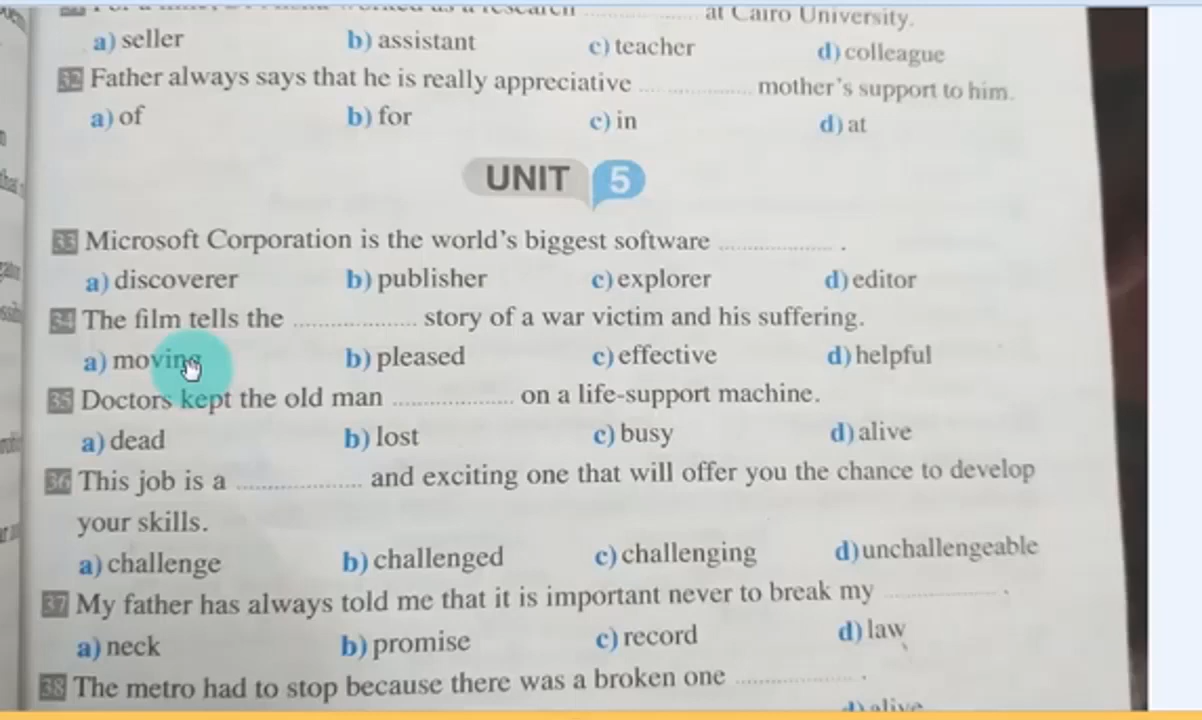 at Cairo University.
a) seller b) assistant c) teacher d) colleague
32 Father always says that he is really appreciative .................... mother's support to him.
a) of b) for c) in d) at
UNIT 5
33 Microsoft Corporation is the world's biggest software .................... .
a) discoverer b) publisher c) explorer d) editor
34 The film tells the .................... story of a war victim and his suffering.
a) moving b) pleased c) effective d) helpful
35 Doctors kept the old man .................... on a life-support machine.
a) dead b) lost c) busy d) alive
36 This job is a .................... and exciting one that will offer you the chance to develop
your skills.
a) challenge b) challenged c) challenging d) unchallengeable
37 My father has always told me that it is important never to break my .................... .
a) neck b) promise c) record d) law
38 The metro had to stop because there was a broken one .................... .
d) alive